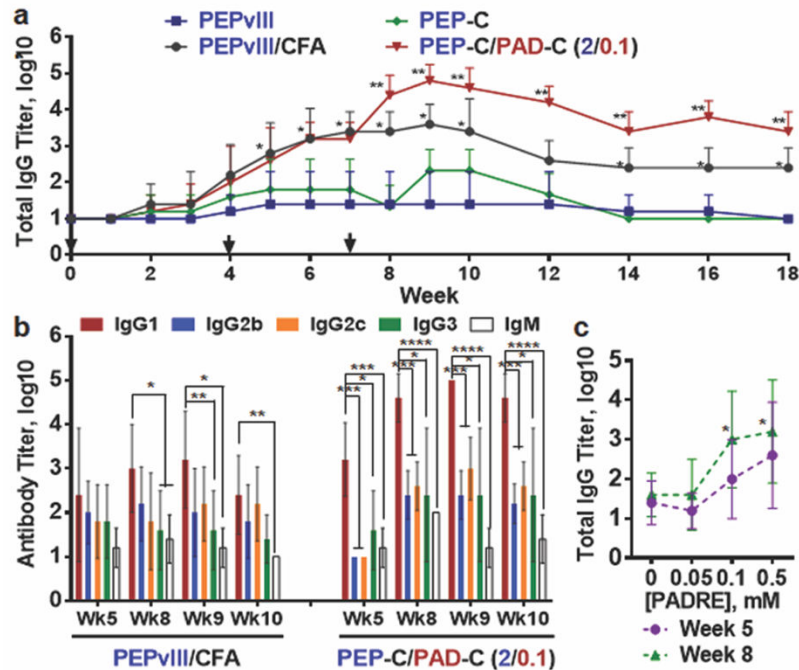 a
PEPvIII
PEP-C
PEPvIII/CFA
PEP-C/PAD-C (2/0.1)
Total IgG Titer, log10
6
5
4
3
2
1
0
** ** ** ** ** ** **
* * * * * * * * *
0 2 4 6 8 10 12 14 16 18
Week
b
IgG1 IgG2b IgG2c IgG3 IgM
Antibody Titer, log10
6
5
4
3
2
1
0
* * ** ** *** * *** **** * *** **** * *** **** * ***
Wk5 Wk8 Wk9 Wk10 Wk5 Wk8 Wk9 Wk10
PEPvIII/CFA PEP-C/PAD-C (2/0.1)
c
Total IgG Titer, log10
5
4
3
2
1
0
* *
0 0.05 0.1 0.5
[PADRE], mM
Week 5
Week 8